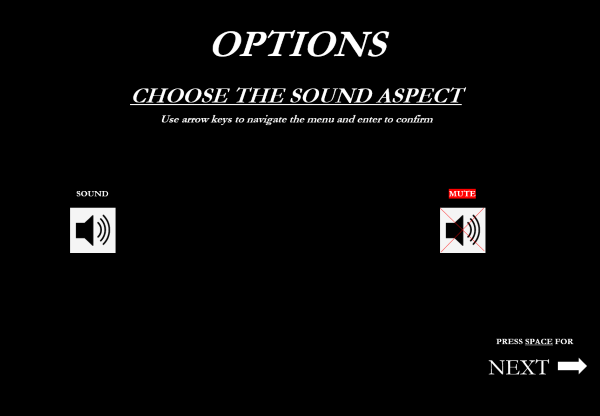 OPTIONS
CHOOSE THE SOUND ASPECT
Use arrow keys to navigate the menu and enter to confirm
SOUND
MUTE
PRESS SPACE FOR
NEXT